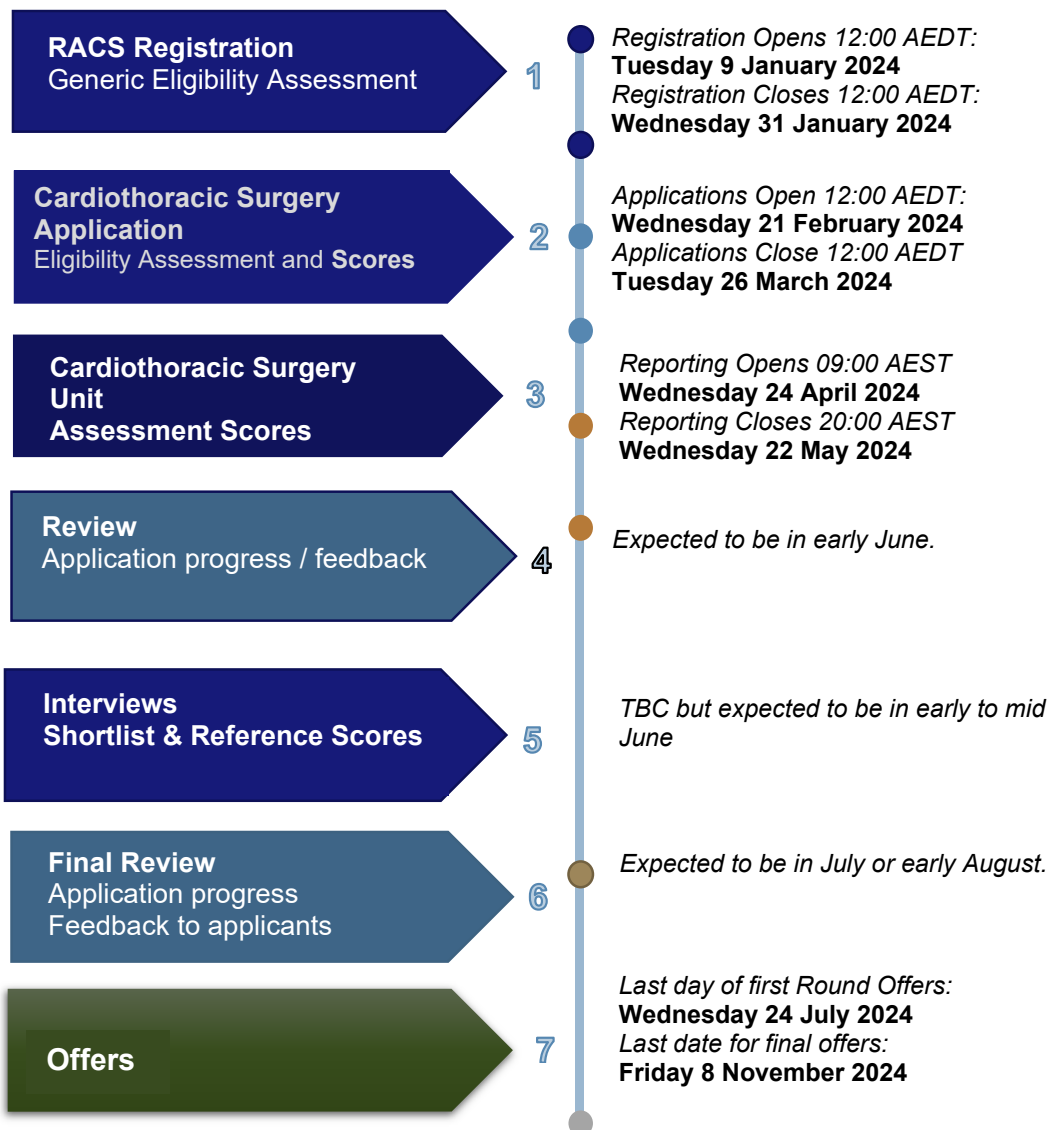 RACS Registration
Generic Eligibility Assessment
1
Registration Opens 12:00 AEDT:
Tuesday 9 January 2024
Registration Closes 12:00 AEDT:
Wednesday 31 January 2024
Cardiothoracic Surgery
Application
Eligibility Assessment and Scores
2
Applications Open 12:00 AEDT:
Wednesday 21 February 2024
Applications Close 12:00 AEDT
Tuesday 26 March 2024
Cardiothoracic Surgery
Unit
Assessment Scores
3
Reporting Opens 09:00 AEST
Wednesday 24 April 2024
Reporting Closes 20:00 AEST
Wednesday 22 May 2024
Review
Application progress / feedback
4
Expected to be in early June.
Interviews
Shortlist & Reference Scores
5
TBC but expected to be in early to mid
June
Final Review
Application progress
Feedback to applicants
6
Expected to be in July or early August.
Offers
7
Last day of first Round Offers:
Wednesday 24 July 2024
Last date for final offers:
Friday 8 November 2024